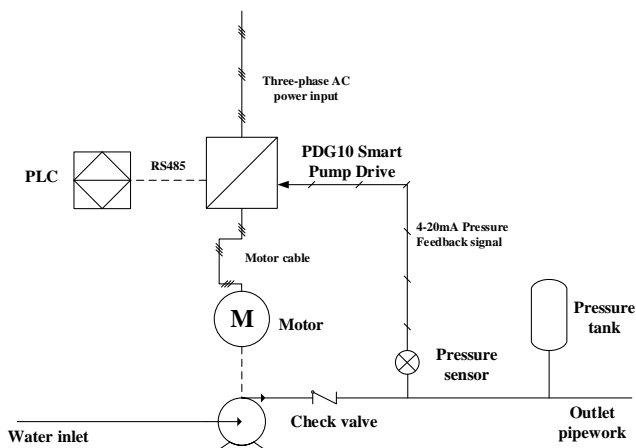 Three-phase AC
power input
PDG10 Smart
Pump Drive
PLC
RS485
4-20mA Pressure
Feedback signal
Motor cable
M
Motor
Pressure
tank
Pressure
sensor
Check valve
Outlet
pipework
Water inlet